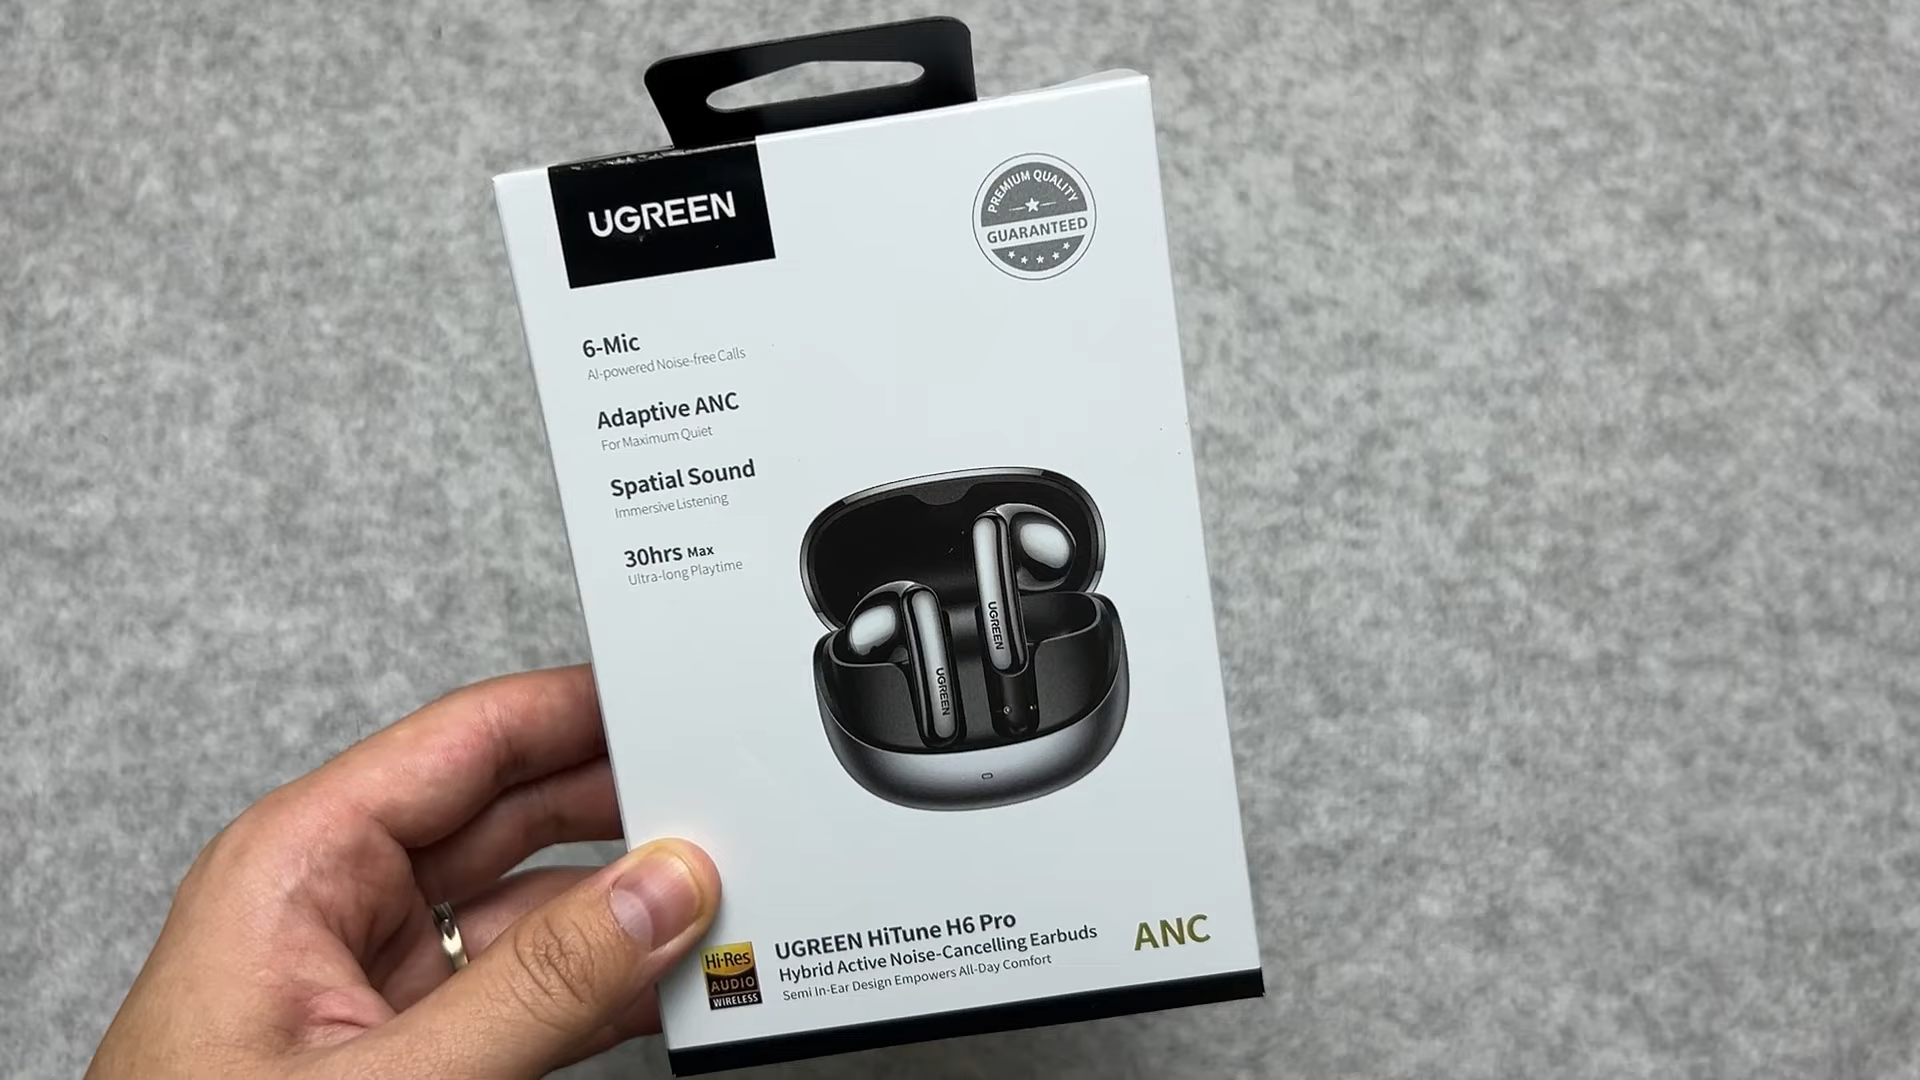 UGREEN
PREMIUM QUALITY
GUARANTEED
6-Mic
AI-powered Noise-free Calls
Adaptive ANC
For Maximum Quiet
Spatial Sound
Immersive Listening
30hrs Max
Ultra-long Playtime
UGREEN
UGREEN
Hi-Res
AUDIO
WIRELESS
UGREEN HiTune H6 Pro
Hybrid Active Noise-Cancelling Earbuds
Semi In-Ear Design Empowers All-Day Comfort
ANC